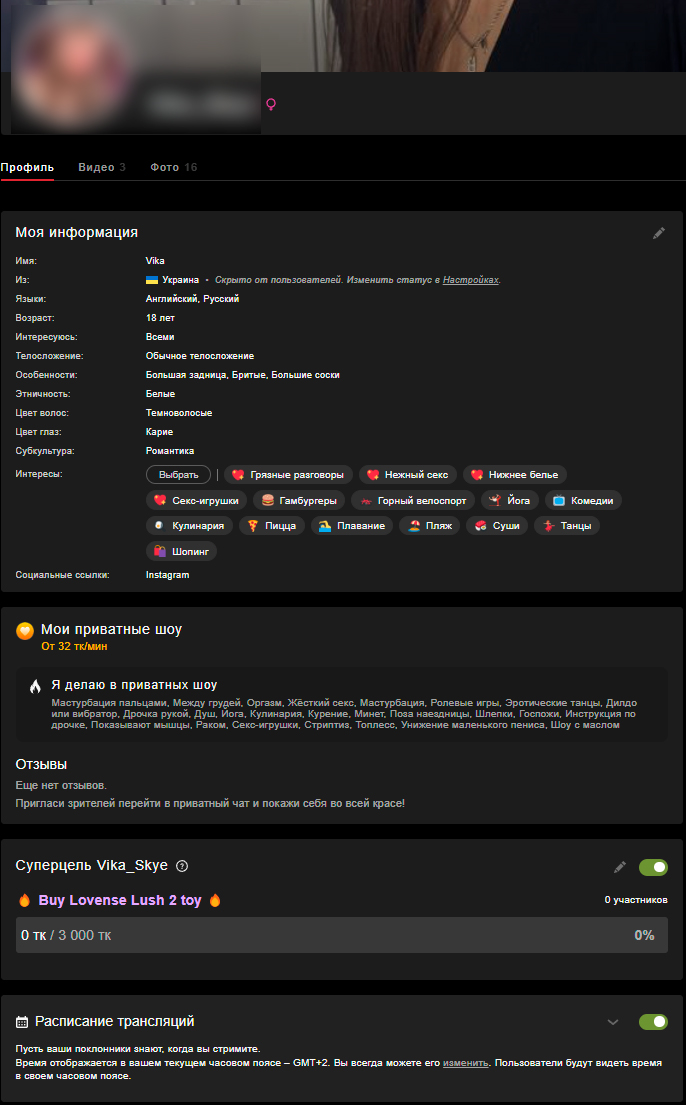 Профиль Видео 3 Фото 16
Моя информация
Имя: Vika
Из: Украина • Скрыто от пользователей. Изменить статус в Настройках.
Языки: Английский, Русский
Возраст: 18 лет
Интересуюсь: Всеми
Телосложение: Обычное телосложение
Особенности: Большая задница, Бритые, Большие соски
Этничность: Белые
Цвет волос: Темноволосые
Цвет глаз: Карие
Субкультура: Романтика
Интересы: Выбрать | Грязные разговоры Нежный секс Нижнее белье
Секс-игрушки Гамбургеры Горный велоспорт Йога Комедии
Кулинария Пицца Плавание Пляж Суши Танцы
Шопинг
Социальные ссылки: Instagram
Мои приватные шоу
От 32 тк/мин
Я делаю в приватных шоу
Мастурбация пальцами, Между грудей, Оргазм, Жёсткий секс, Мастурбация, Ролевые игры, Эротические танцы, Дилдо
или вибратор, Дрочка рукой, Душ, Йога, Кулинария, Курение, Минет, Поза наездницы, Шлепки, Госпожи, Инструкция по
дрочке, Показывают мышцы, Раком, Секс-игрушки, Стриптиз, Топлесс, Унижение маленького пениса, Шоу с маслом
Отзывы
Еще нет отзывов.
Пригласи зрителей перейти в приватный чат и покажи себя во всей красе!
Суперцель Vika_Skye
Buy Lovense Lush 2 toy 0 участников
0 тк / 3 000 тк 0%
Расписание трансляций
Пусть ваши поклонники знают, когда вы стримите.
Время отображается в вашем текущем часовом поясе – GMT+2. Вы всегда можете его изменить. Пользователи будут видеть время
в своем часовом поясе.